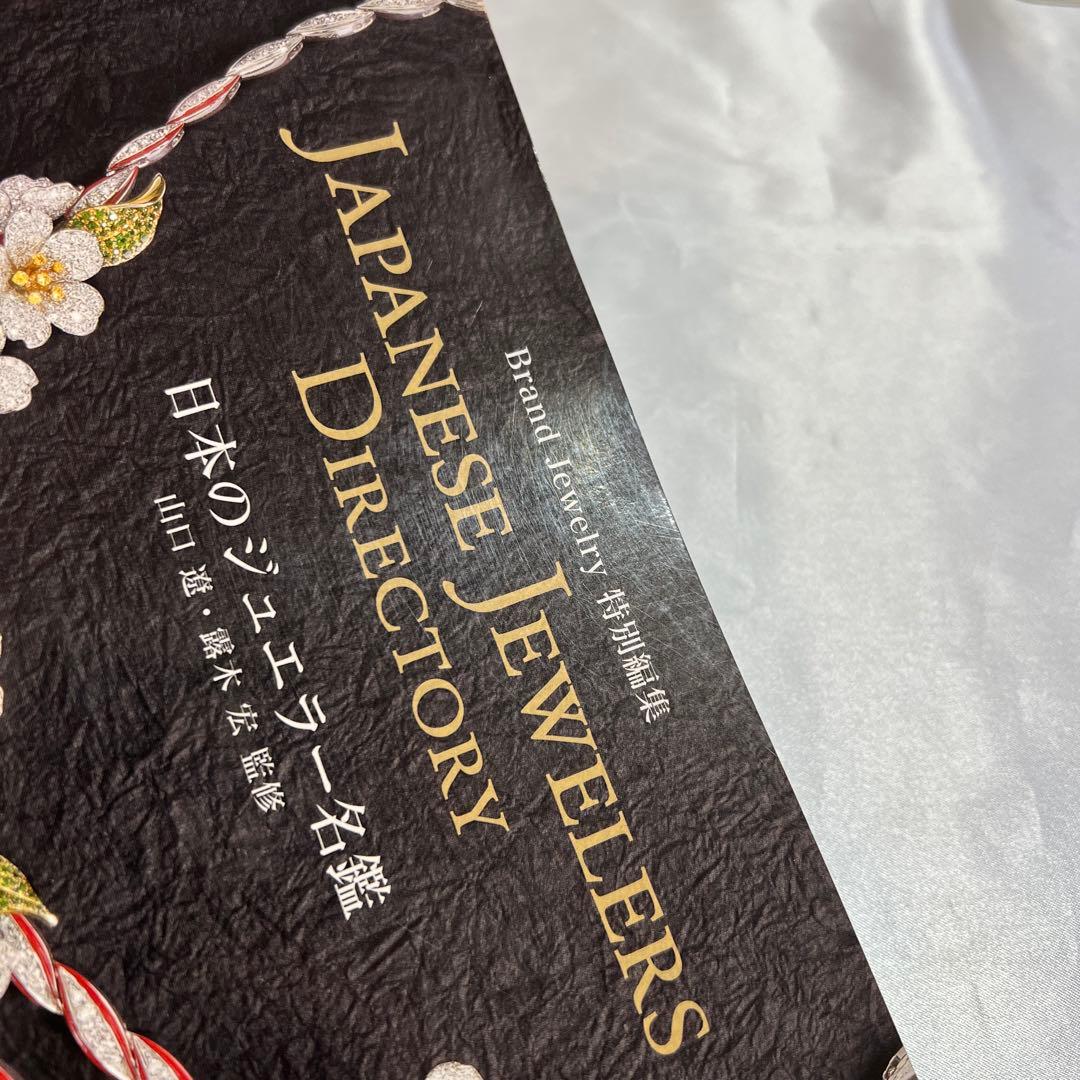 Brand Jewelry 特別編集
JAPANESE JEWELERS
DIRECTORY
日本のジュエラー名鑑
山口 遼・露木 宏 監修